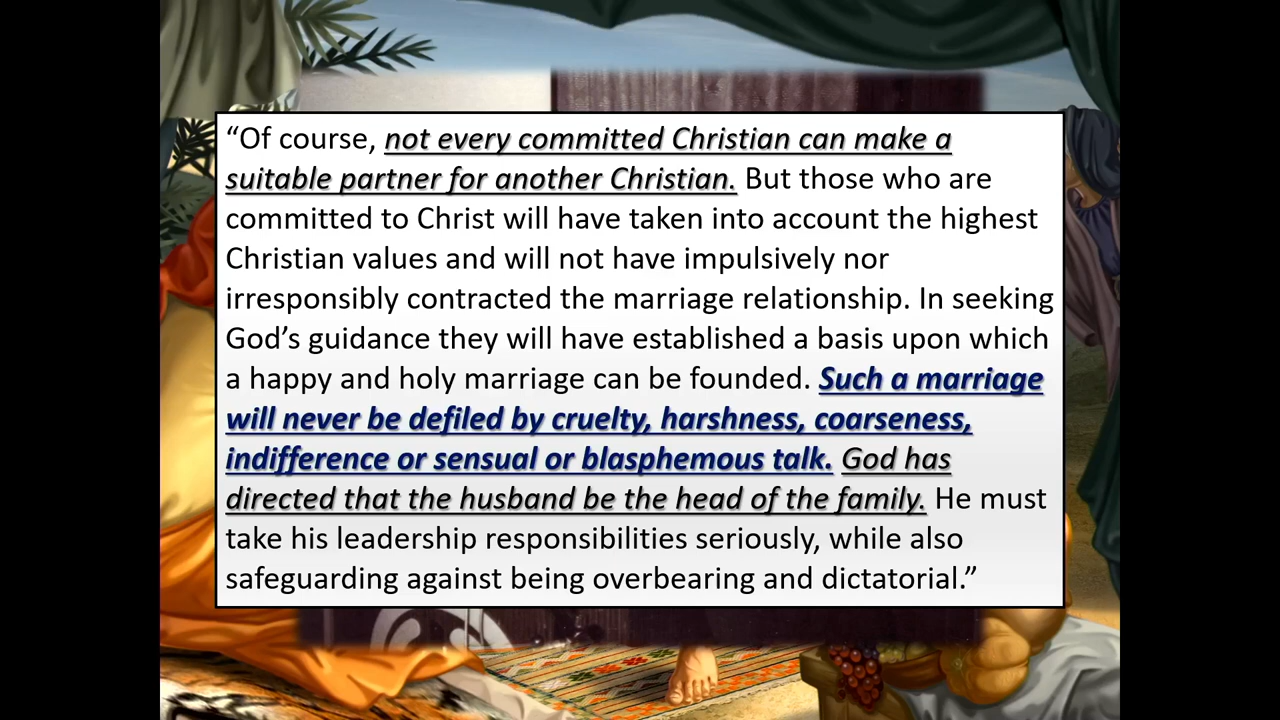 “Of course, not every committed Christian can make a
suitable partner for another Christian. But those who are
committed to Christ will have taken into account the highest
Christian values and will not have impulsively nor
irresponsibly contracted the marriage relationship. In seeking
God’s guidance they will have established a basis upon which
a happy and holy marriage can be founded. Such a marriage
will never be defiled by cruelty, harshness, coarseness,
indifference or sensual or blasphemous talk. God has
directed that the husband be the head of the family. He must
take his leadership responsibilities seriously, while also
safeguarding against being overbearing and dictatorial.”